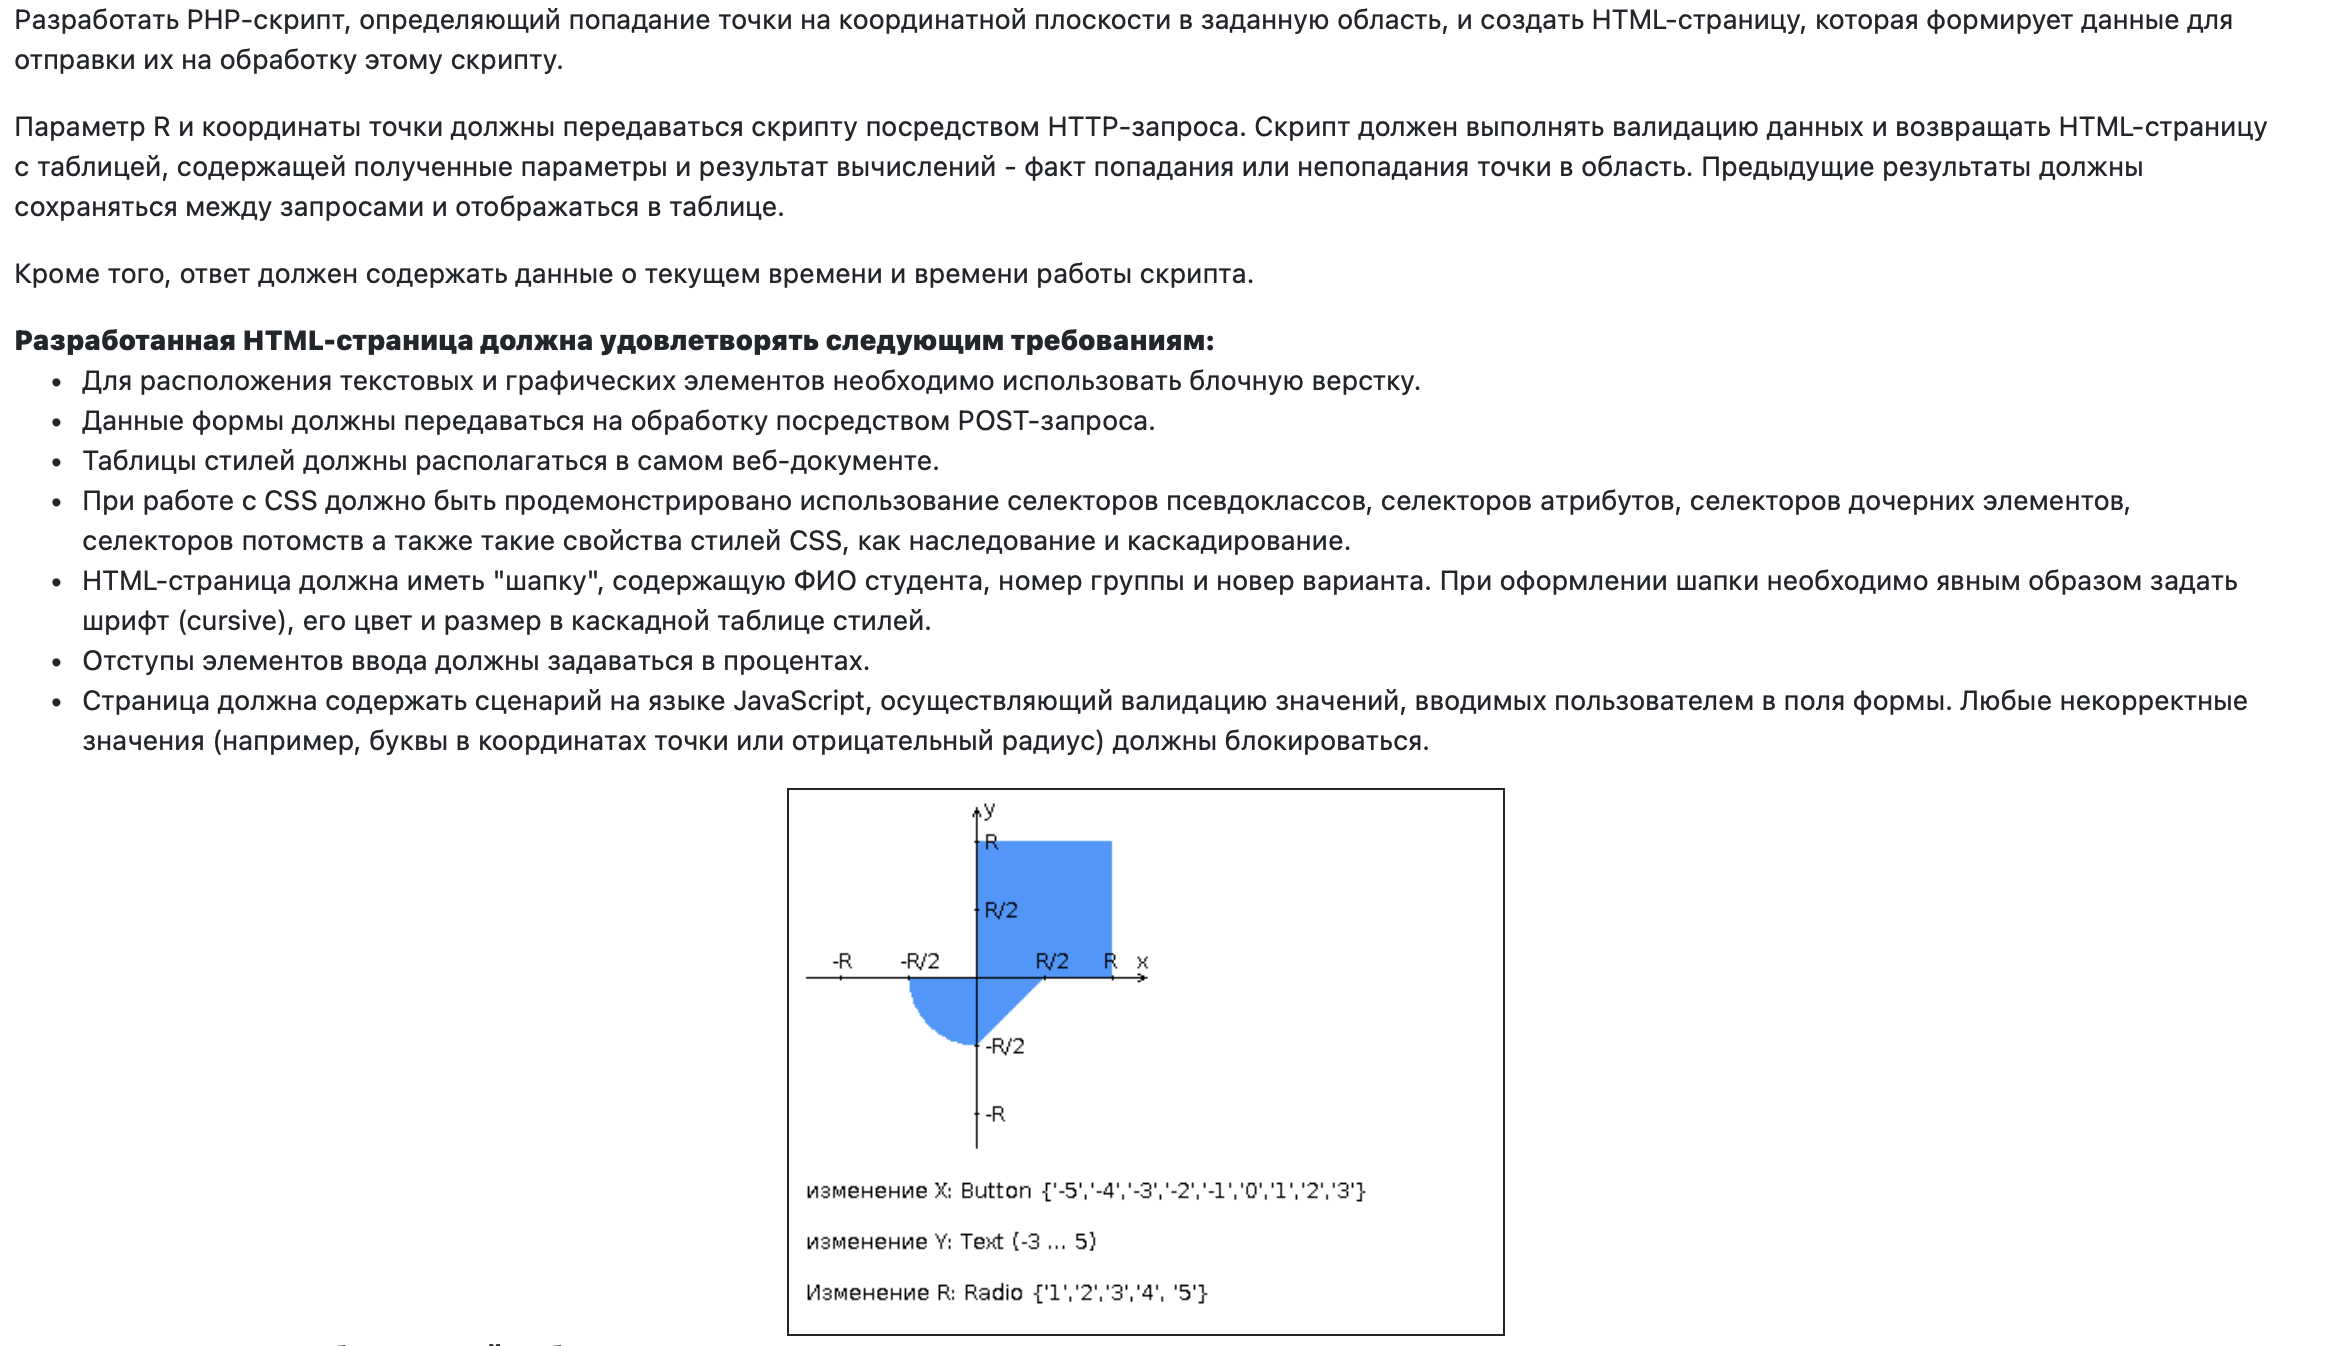 Разработать PHP-скрипт, определяющий попадание точки на координатной плоскости в заданную область, и создать HTML-страницу, которая формирует данные для
отправки их на обработку этому скрипту.
Параметр R и координаты точки должны передаваться скрипту посредством HTTP-запроса. Скрипт должен выполнять валидацию данных и возвращать HTML-страницу
с таблицей, содержащей полученные параметры и результат вычислений - факт попадания или непопадания точки в область. Предыдущие результаты должны
сохраняться между запросами и отображаться в таблице.
Кроме того, ответ должен содержать данные о текущем времени и времени работы скрипта.
Разработанная HTML-страница должна удовлетворять следующим требованиям:
• Для расположения текстовых и графических элементов необходимо использовать блочную верстку.
• Данные формы должны передаваться на обработку посредством POST-запроса.
• Таблицы стилей должны располагаться в самом веб-документе.
• При работе с CSS должно быть продемонстрировано использование селекторов псевдоклассов, селекторов атрибутов, селекторов дочерних элементов,
селекторов потомств а также такие свойства стилей CSS, как наследование и каскадирование.
• HTML-страница должна иметь "шапку", содержащую ФИО студента, номер группы и новер варианта. При оформлении шапки необходимо явным образом задать
шрифт (cursive), его цвет и размер в каскадной таблице стилей.
• Отступы элементов ввода должны задаваться в процентах.
• Страница должна содержать сценарий на языке JavaScript, осуществляющий валидацию значений, вводимых пользователем в поля формы. Любые некорректные
значения (например, буквы в координатах точки или отрицательный радиус) должны блокироваться.
y
R
R/2
-R -R/2 R/2 R x
-R/2
-R
изменение X: Button {'-5','-4','-3','-2','-1','0','1','2','3'}
изменение Y: Text (-3 ... 5)
Изменение R: Radio {'1','2','3','4', '5'}